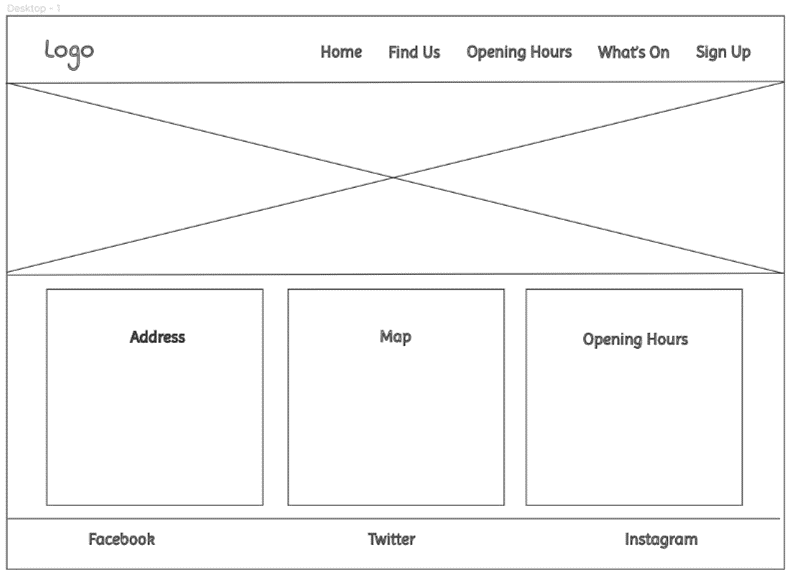 Desktop - 1
Logo Home Find Us Opening Hours What's On Sign Up
Address Map Opening Hours
Facebook Twitter Instagram